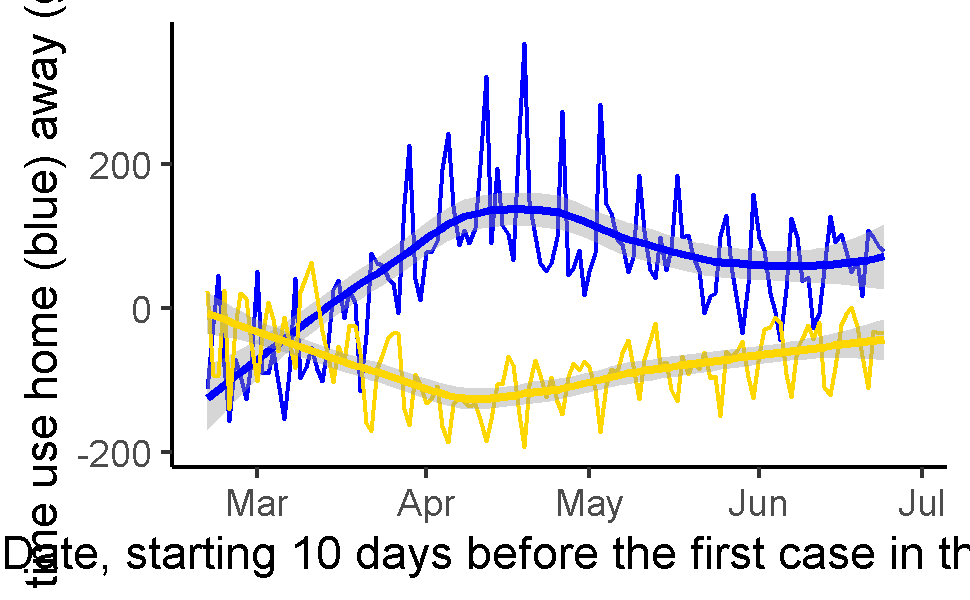 time use home (blue) away (
200
0
-200
Mar Apr May Jun Jul
Date, starting 10 days before the first case in th